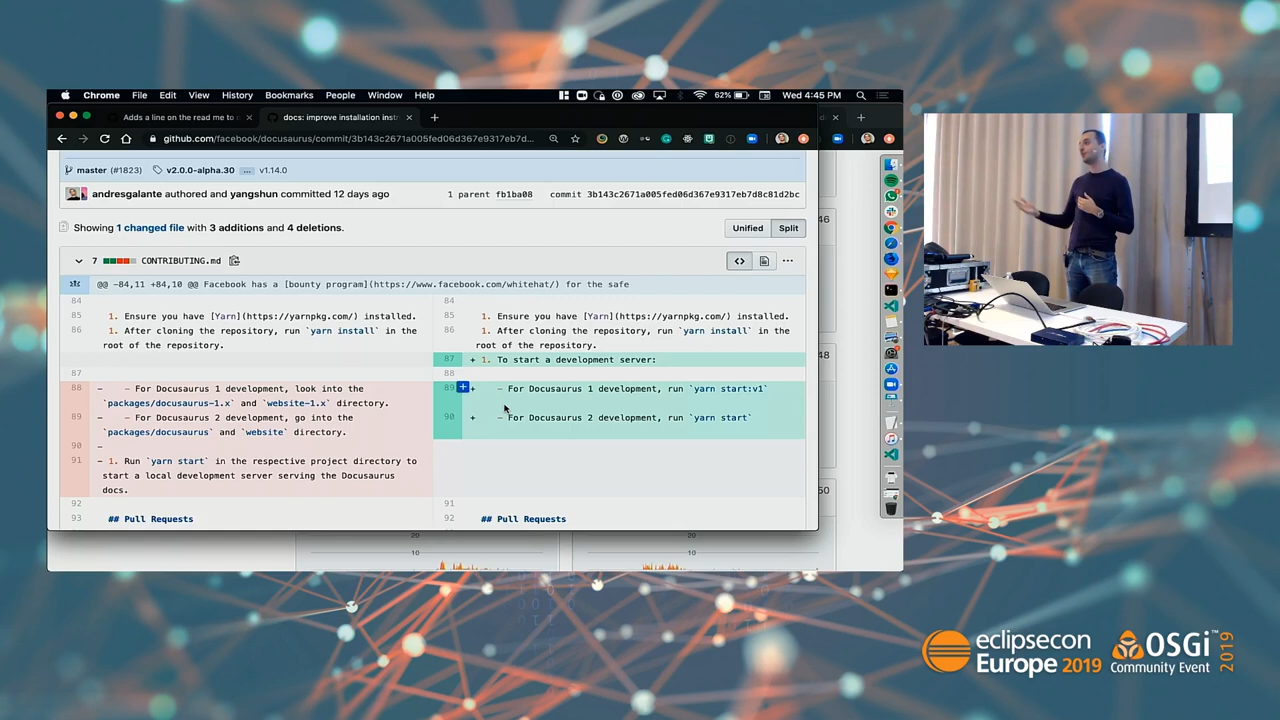 Chrome File Edit View History Bookmarks People Window Help
62% Wed 4:45 PM
Adds a line on the read me to
docs: improve installation instr
github.com/facebook/docusaurus/commit/3b143c2671a005fed06d367e9317eb7d...
master (#1823) v2.0.0-alpha.30 ... v1.14.0
andresgalante authored and yangshun committed 12 days ago
1 parent fb1ba08 commit 3b143c2671a005fed06d367e9317eb7d8c81d2bc
Showing 1 changed file with 3 additions and 4 deletions.
Unified Split
7 CONTRIBUTING.md
@@ -84,11 +84,10 @@ Facebook has a [bounty program](https://www.facebook.com/whitehat/) for the safe
84
85 1. Ensure you have [Yarn](https://yarnpkg.com/) installed.
86 1. After cloning the repository, run `yarn install` in the
root of the repository.
87
88 - - For Docusaurus 1 development, look into the
`packages/docusaurus-1.x` and `website-1.x` directory.
89 - - For Docusaurus 2 development, go into the
`packages/docusaurus` and `website` directory.
90 -
91 - 1. Run `yarn start` in the respective project directory to
start a local development server serving the Docusaurus
docs.
92
93 ## Pull Requests
84
85 1. Ensure you have [Yarn](https://yarnpkg.com/) installed.
86 1. After cloning the repository, run `yarn install` in the
root of the repository.
87 + 1. To start a development server:
88
89 + - For Docusaurus 1 development, run `yarn start:v1`
90 + - For Docusaurus 2 development, run `yarn start`
91
92 ## Pull Requests
46
48
50
20
10
20
10
eclipsecon
Europe 2019
OSGi™
Community Event
2019